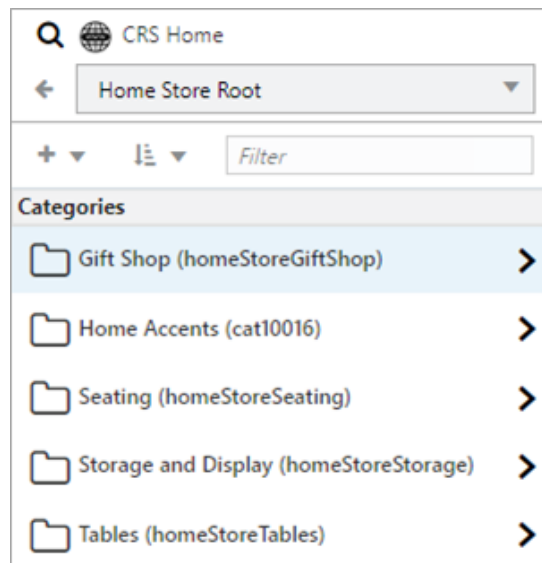 CRS Home
Home Store Root
Filter
Categories
Gift Shop (homeStoreGiftShop)
Home Accents (cat10016)
Seating (homeStoreSeating)
Storage and Display (homeStoreStorage)
Tables (homeStoreTables)